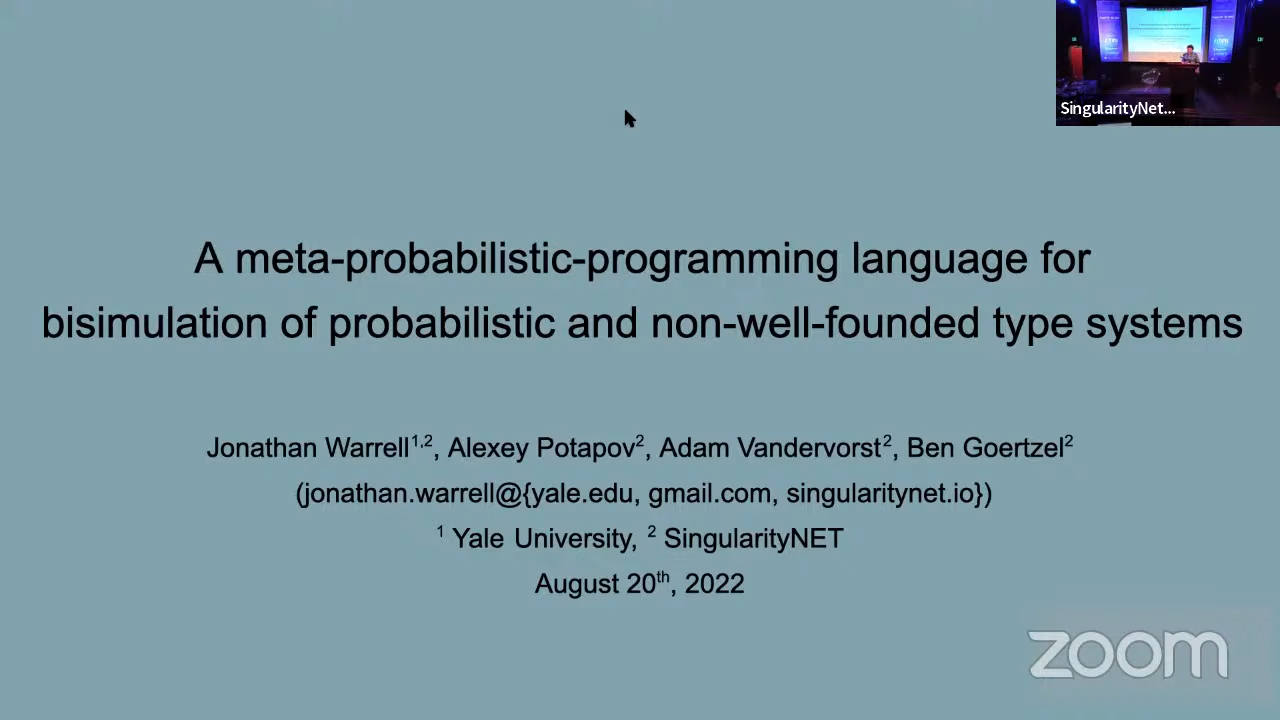 SingularityNet...
A meta-probabilistic-programming language for
bisimulation of probabilistic and non-well-founded type systems
Jonathan Warrell1,2, Alexey Potapov2, Adam Vandervorst2, Ben Goertzel2
(jonathan.warrell@{yale.edu, gmail.com, singularitynet.io})
1 Yale University, 2 SingularityNET
August 20th, 2022
zoom